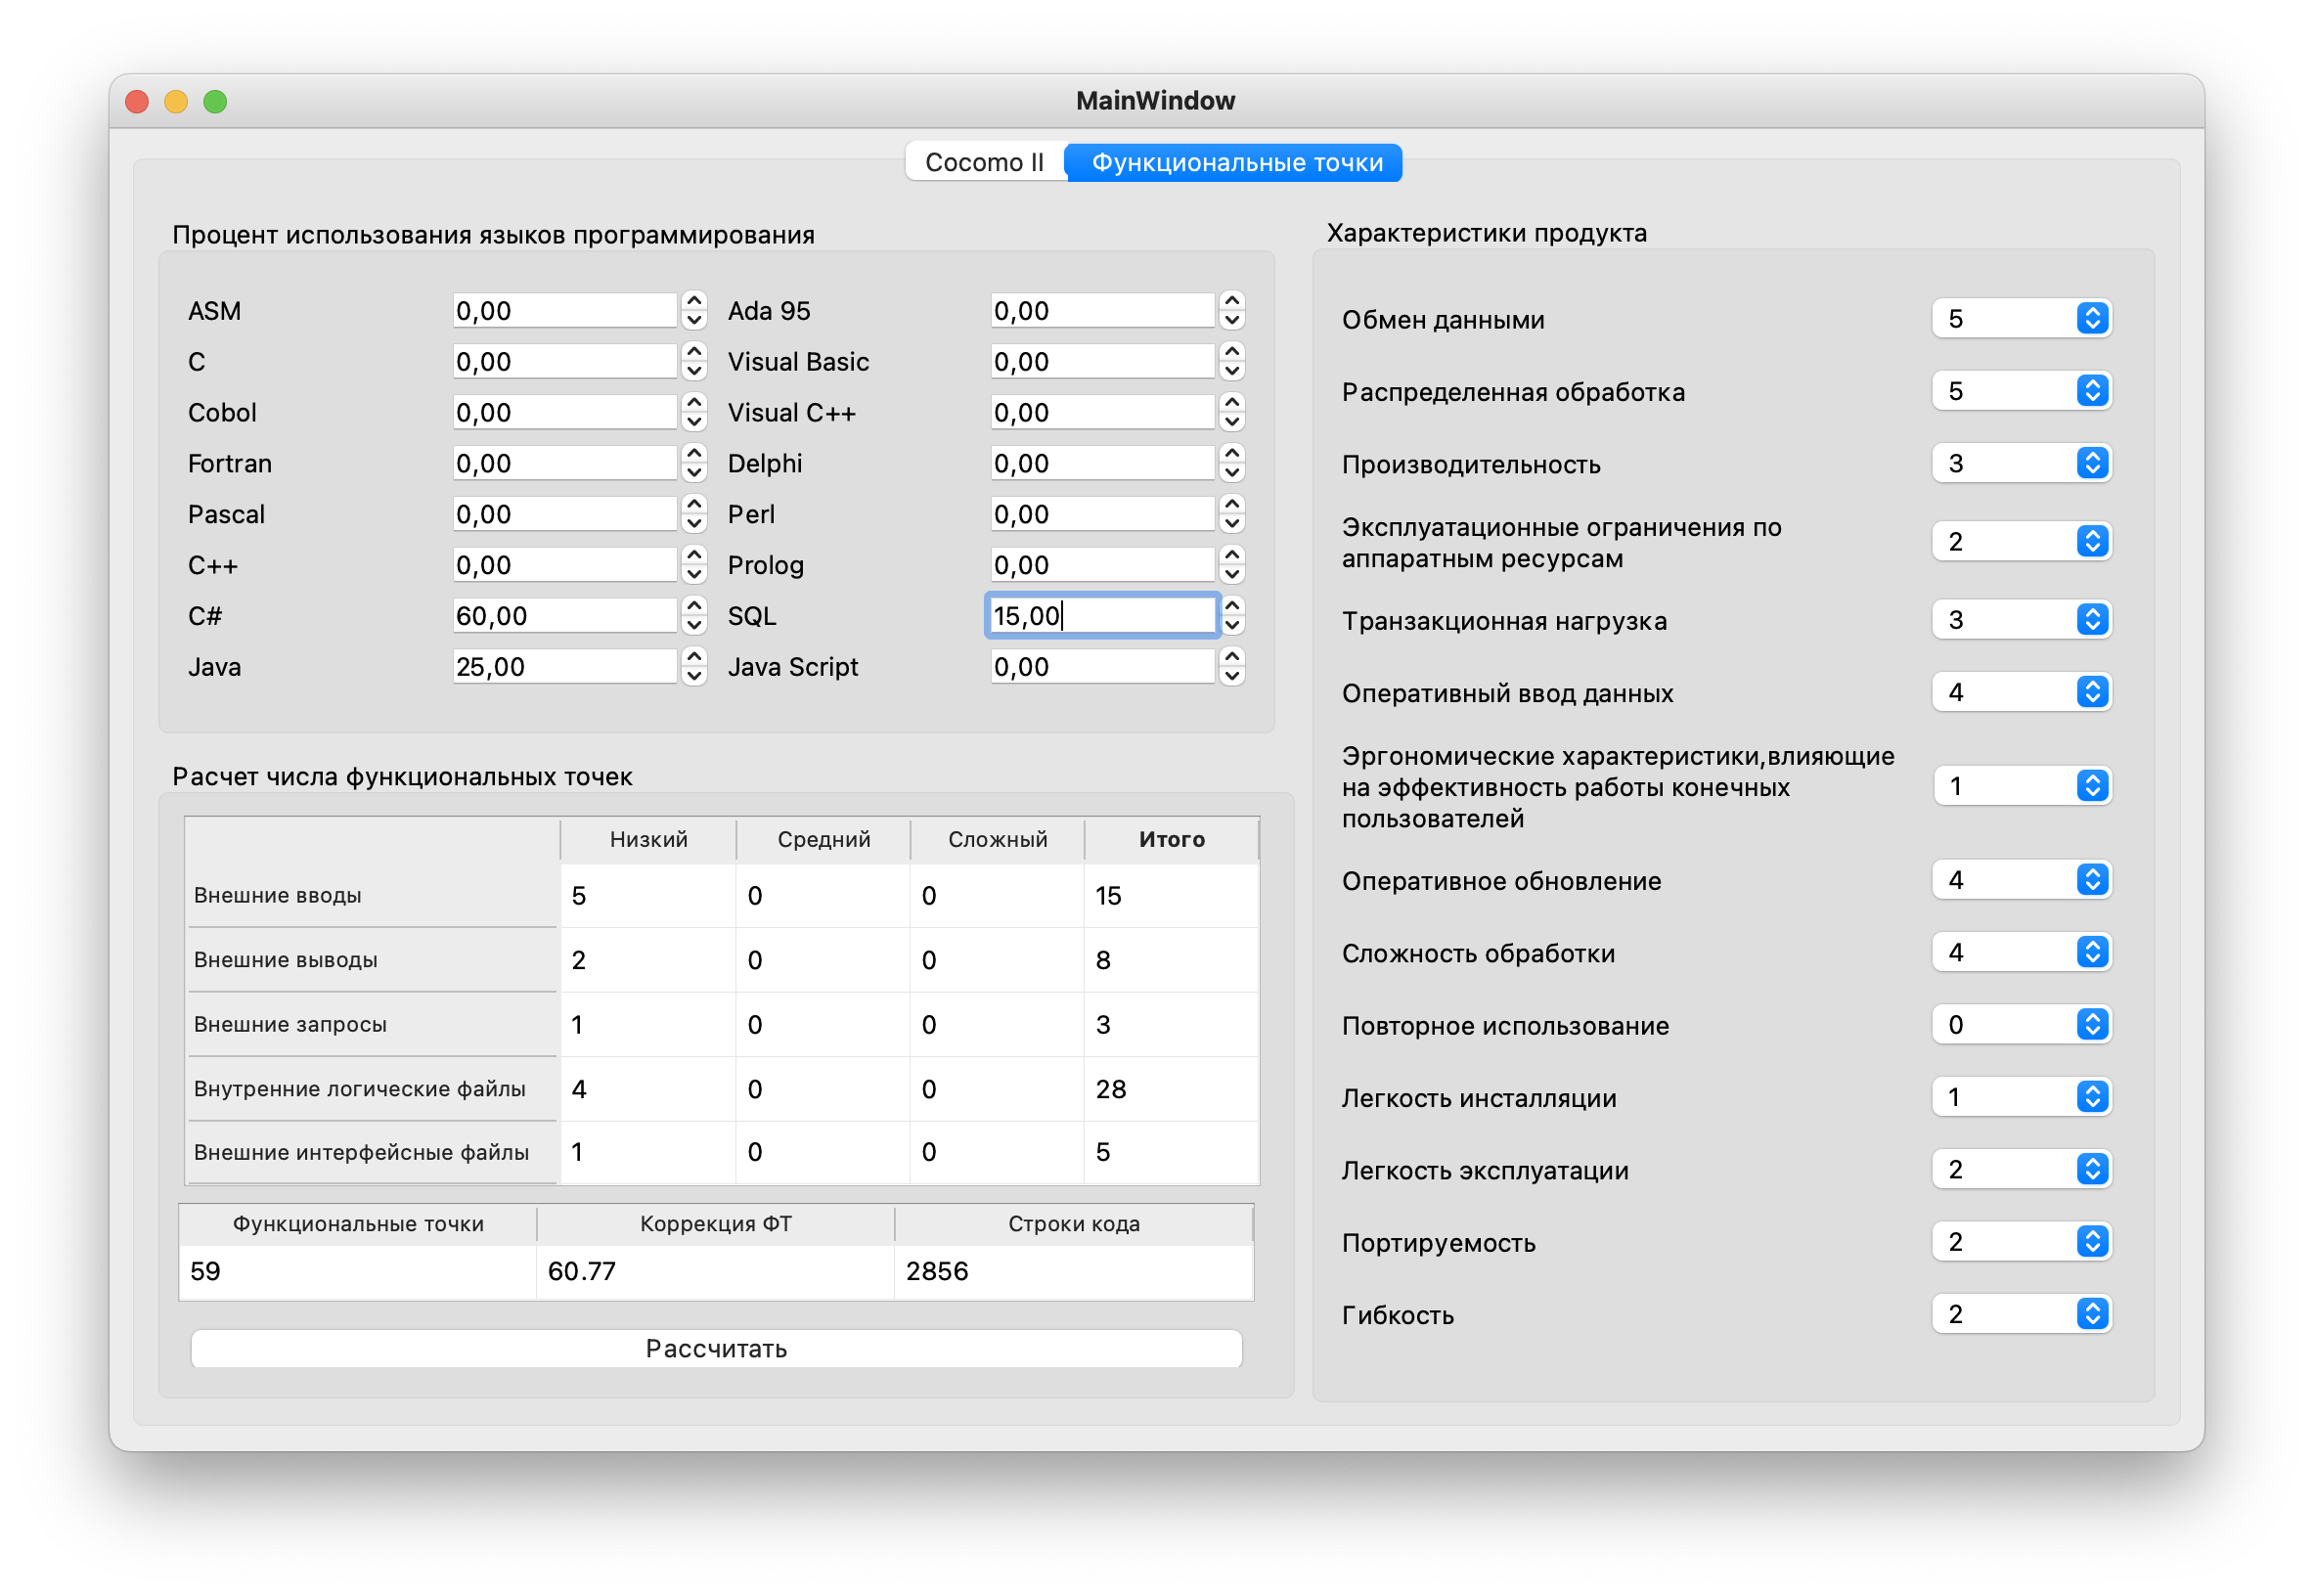 MainWindow
Cocomo II Функциональные точки
Процент использования языков программирования
ASM 0,00 Ada 95 0,00
C 0,00 Visual Basic 0,00
Cobol 0,00 Visual C++ 0,00
Fortran 0,00 Delphi 0,00
Pascal 0,00 Perl 0,00
C++ 0,00 Prolog 0,00
C# 60,00 SQL 15,00
Java 25,00 Java Script 0,00
Расчет числа функциональных точек
Низкий Средний Сложный Итого
Внешние вводы 5 0 0 15
Внешние выводы 2 0 0 8
Внешние запросы 1 0 0 3
Внутренние логические файлы 4 0 0 28
Внешние интерфейсные файлы 1 0 0 5
Функциональные точки Коррекция ФТ Строки кода
59 60.77 2856
Рассчитать
Характеристики продукта
Обмен данными 5
Распределенная обработка 5
Производительность 3
Эксплуатационные ограничения по
аппаратным ресурсам 2
Транзакционная нагрузка 3
Оперативный ввод данных 4
Эргономические характеристики,влияющие
на эффективность работы конечных 1
пользователей
Оперативное обновление 4
Сложность обработки 4
Повторное использование 0
Легкость инсталляции 1
Легкость эксплуатации 2
Портируемость 2
Гибкость 2